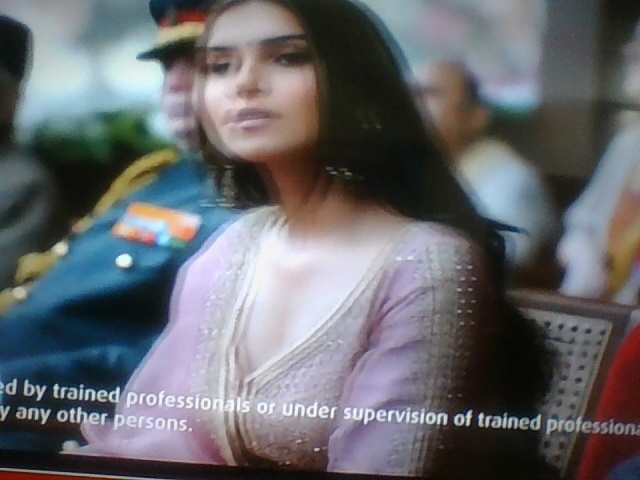 ed by trained professionals or under supervision of trained professiona
y any other persons.